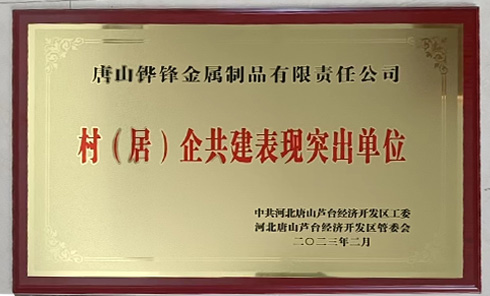 唐山铧锋金属制品有限责任公司
村（居）企共建表现突出单位
中共河北唐山芦台经济开发区工委
河北唐山芦台经济开发区管委会
二〇二三年二月